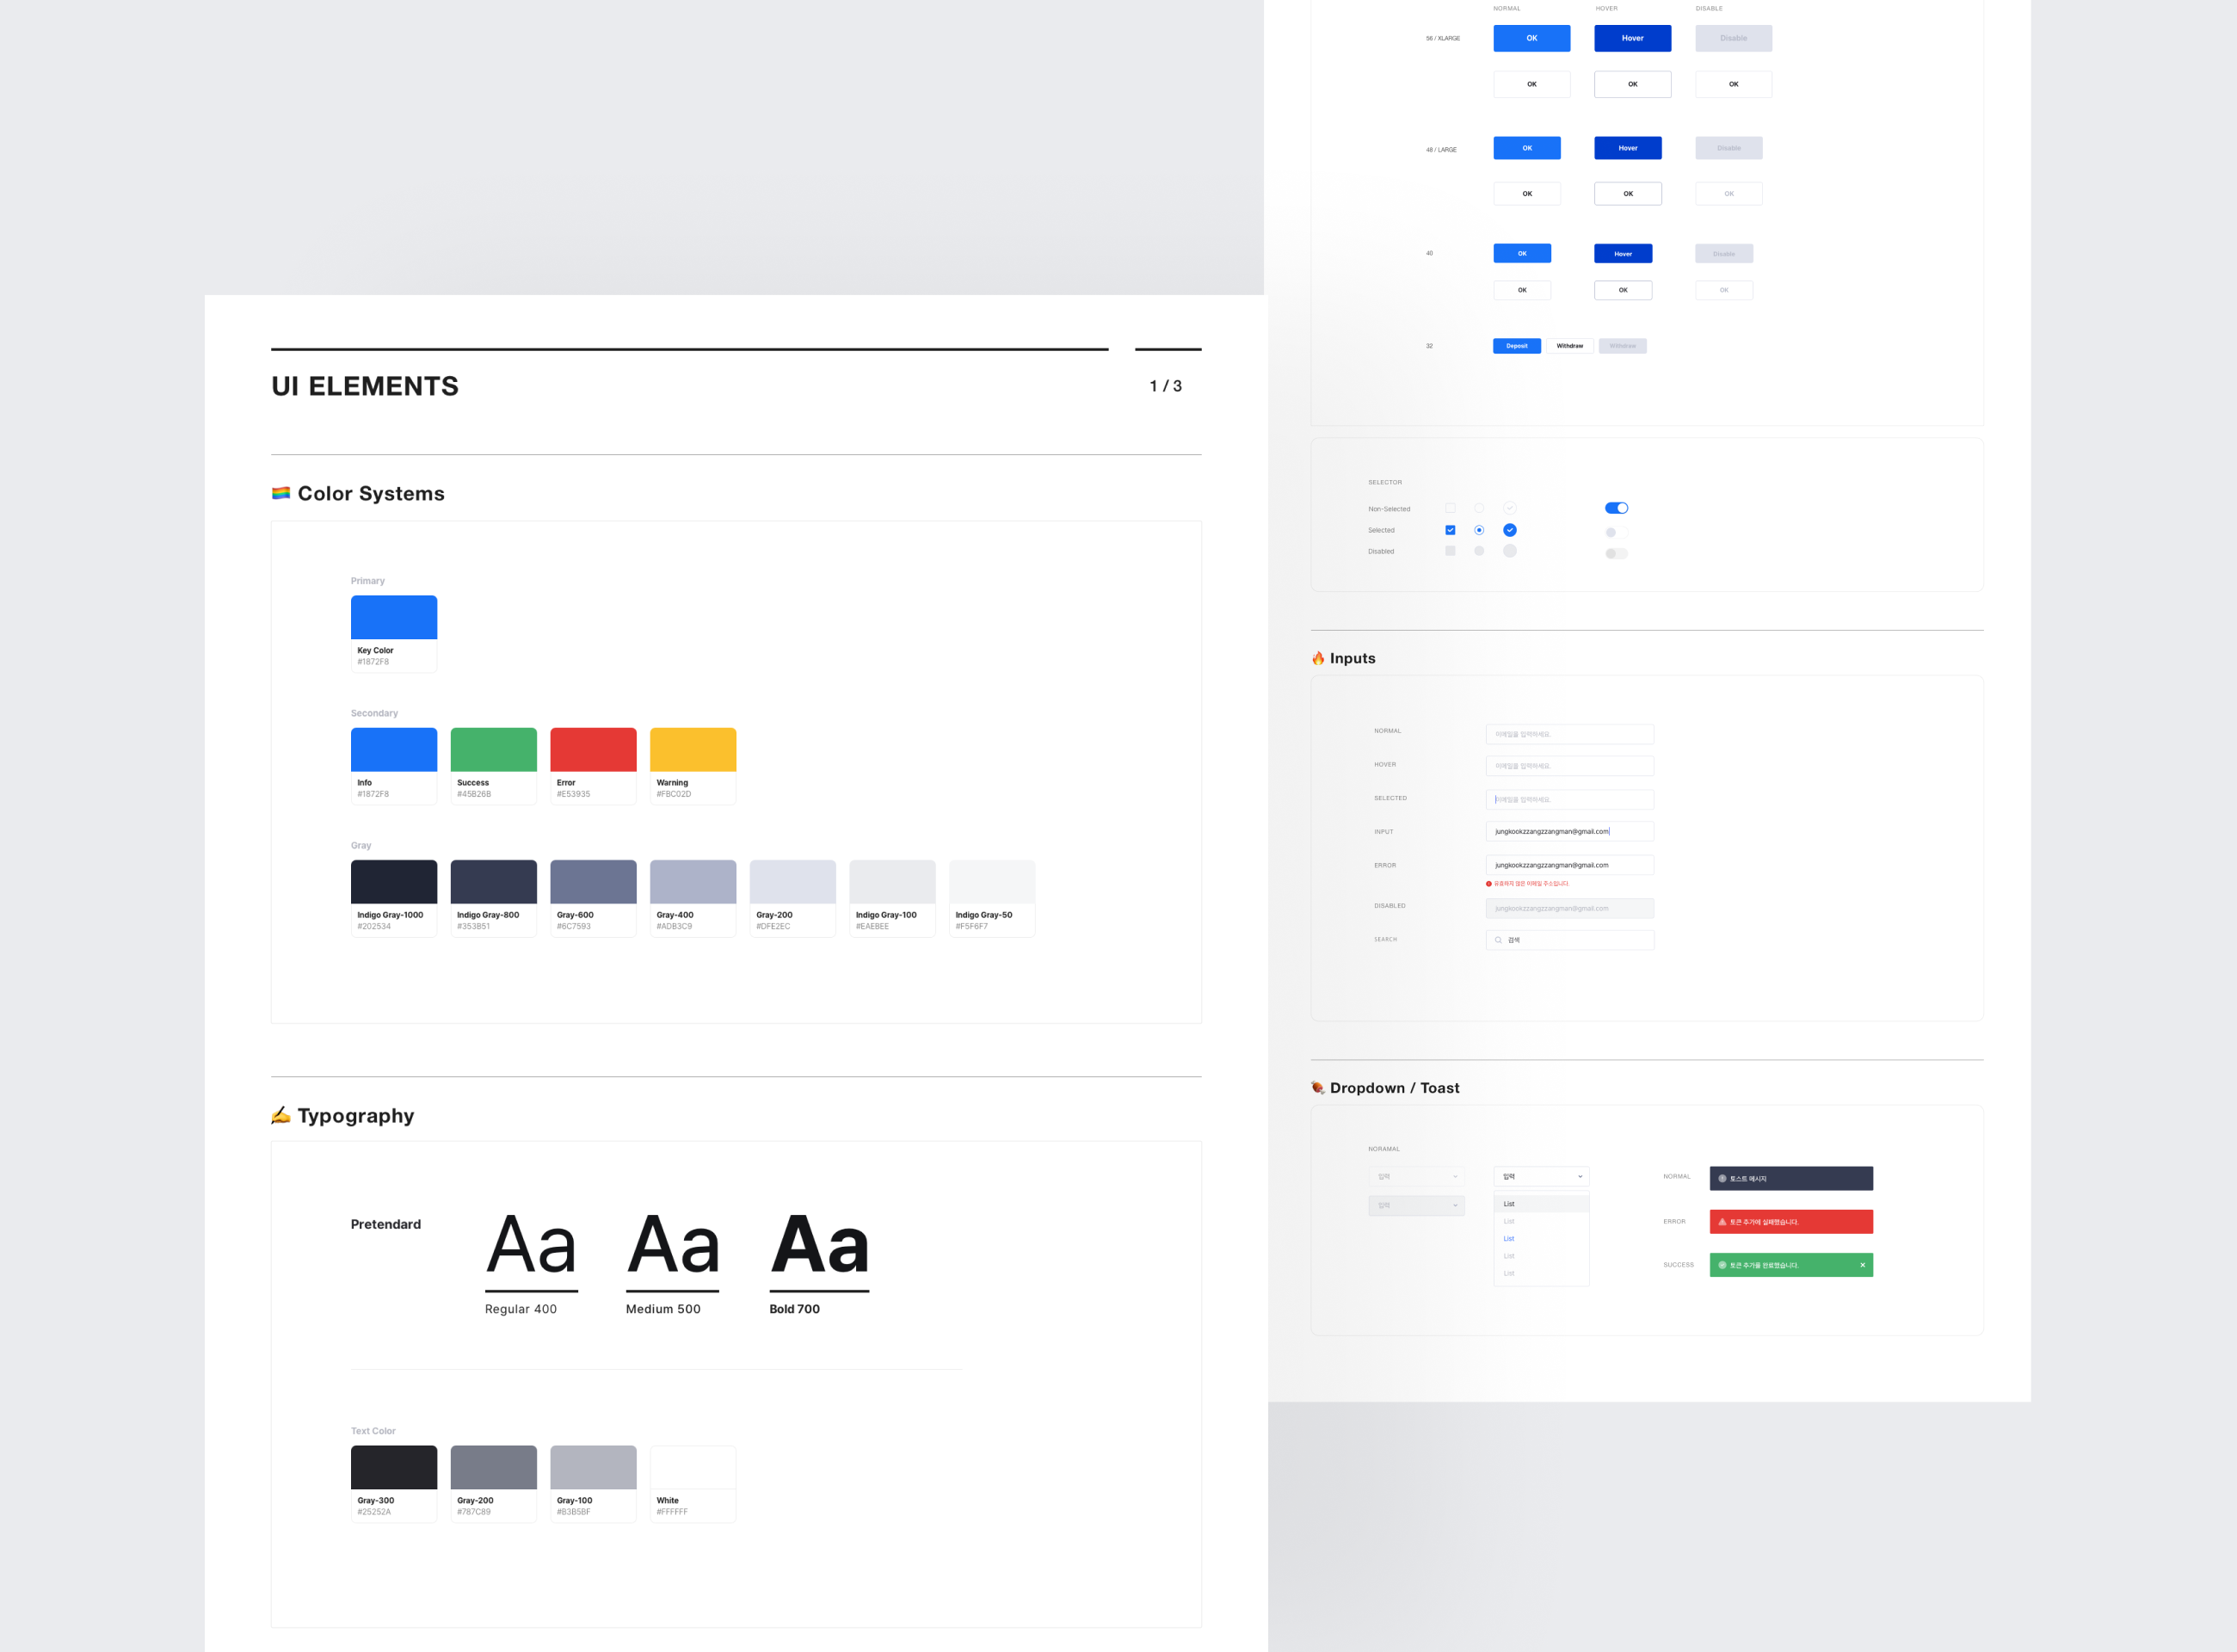 UI ELEMENTS
1 / 3
Color Systems
Primary
Key Color
#1872F8
Secondary
Info
#1872F8
Success
#45B26B
Error
#E53935
Warning
#FBC02D
Gray
Indigo Gray-1000
#202534
Indigo Gray-800
#353B51
Gray-600
#6C7593
Gray-400
#ADB3C9
Gray-200
#DFE2EC
Indigo Gray-100
#EAEBEE
Indigo Gray-50
#F5F6F7
Typography
Pretendard
Aa
Regular 400
Aa
Medium 500
Aa
Bold 700
Text Color
Gray-300
#25252A
Gray-200
#787C89
Gray-100
#B3B5BF
White
#FFFFFF
NORMAL
HOVER
DISABLE
56 / XLARGE
OK
Hover
Disable
OK
OK
OK
48 / LARGE
OK
Hover
Disable
OK
OK
OK
40
OK
Hover
Disable
OK
OK
OK
32
Deposit
Withdraw
Withdraw
SELECTOR
Non-Selected
Selected
Disabled
Inputs
NORMAL
이메일을 입력하세요.
HOVER
이메일을 입력하세요.
SELECTED
이메일을 입력하세요.
INPUT
jungkookzzangzzangman@gmail.com
ERROR
jungkookzzangzzangman@gmail.com
유효하지 않은 이메일 주소입니다.
DISABLED
jungkookzzangzzangman@gmail.com
SEARCH
검색
Dropdown / Toast
NORAMAL
입력
입력
입력
List
List
List
List
List
NORMAL
토스트 메시지
ERROR
토큰 추가에 실패했습니다.
SUCCESS
토큰 추가를 완료했습니다.